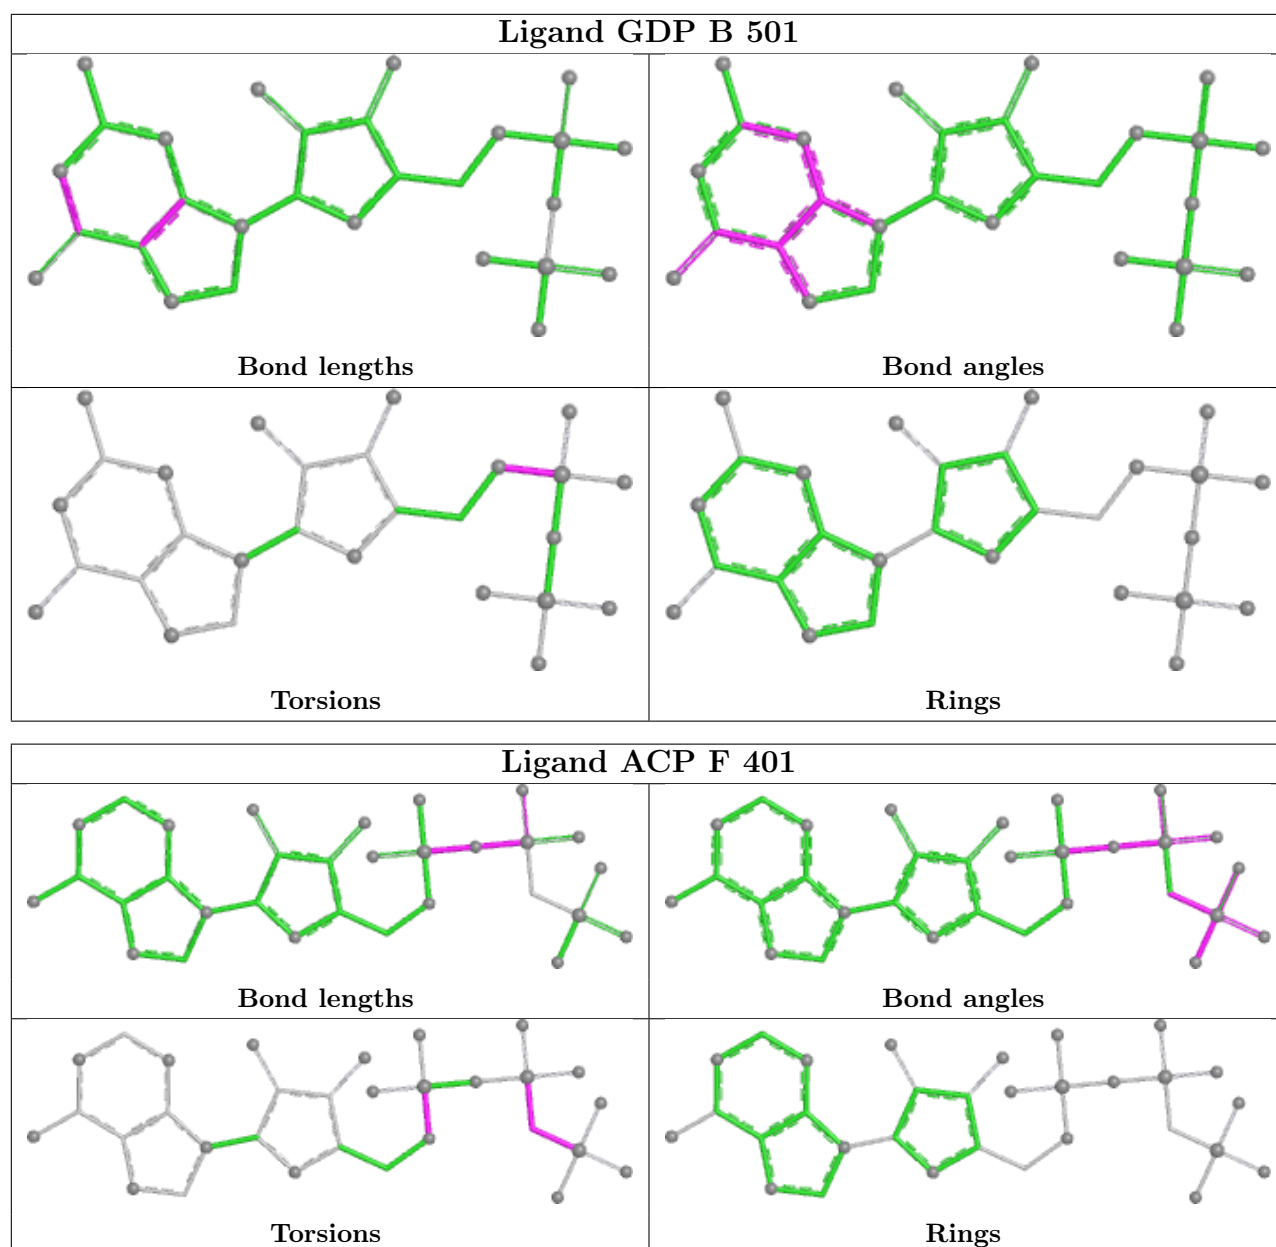 Ligand GDP B 501
Bond lengths
Bond angles
Torsions
Rings
Ligand ACP F 401
Bond lengths
Bond angles
Torsions
Rings